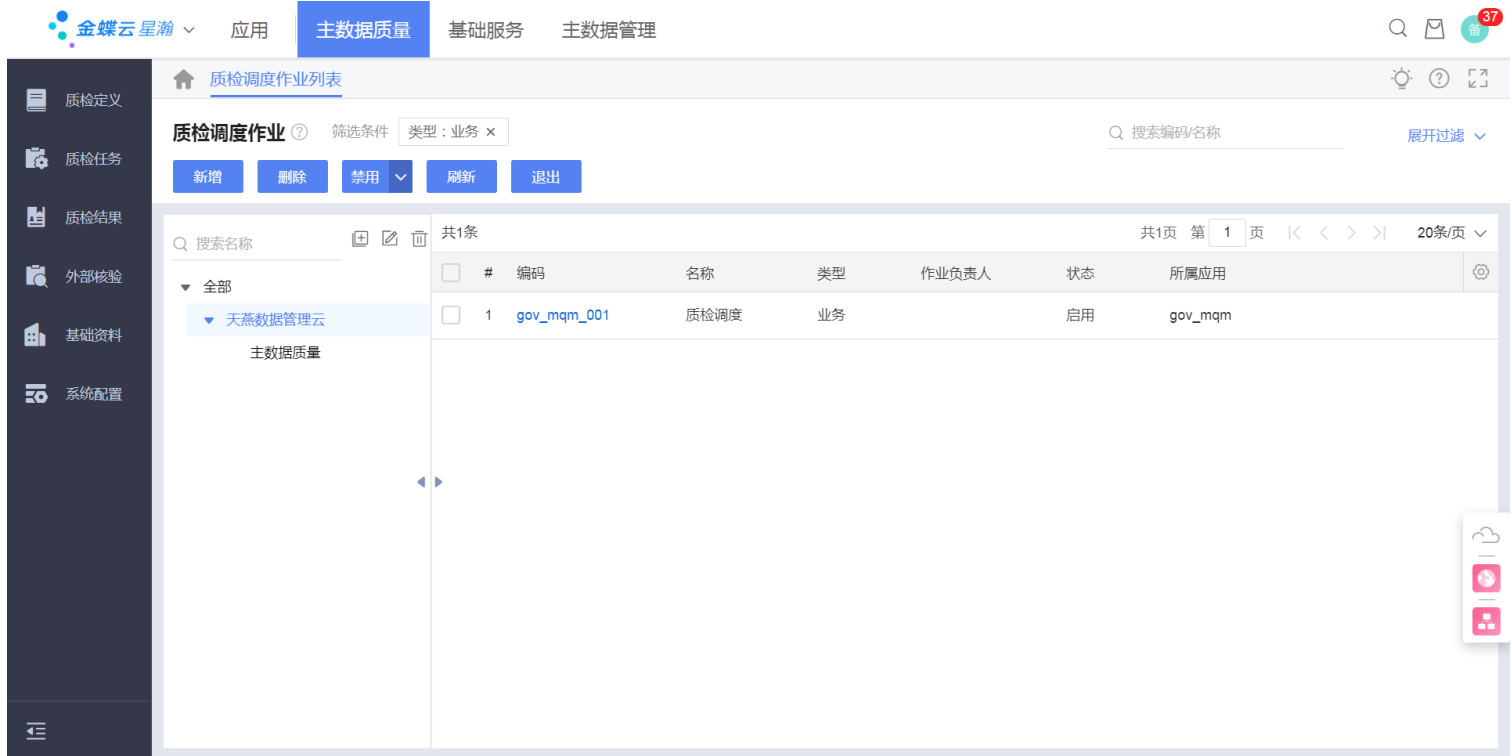 金蝶云 星瀚 应用 主数据质量 基础服务 主数据管理 备 37
质检调度作业列表
质检定义
质检任务
质检结果
外部核验
基础资料
系统配置
质检调度作业 筛选条件 类型：业务 × 搜索编码/名称 展开过滤
新增 删除 禁用 刷新 退出
搜索名称
全部
天燕数据管理云
主数据质量
共1条 共1页 第 1 页 20条/页
# 编码 名称 类型 作业负责人 状态 所属应用
1 gov_mqm_001 质检调度 业务 启用 gov_mqm